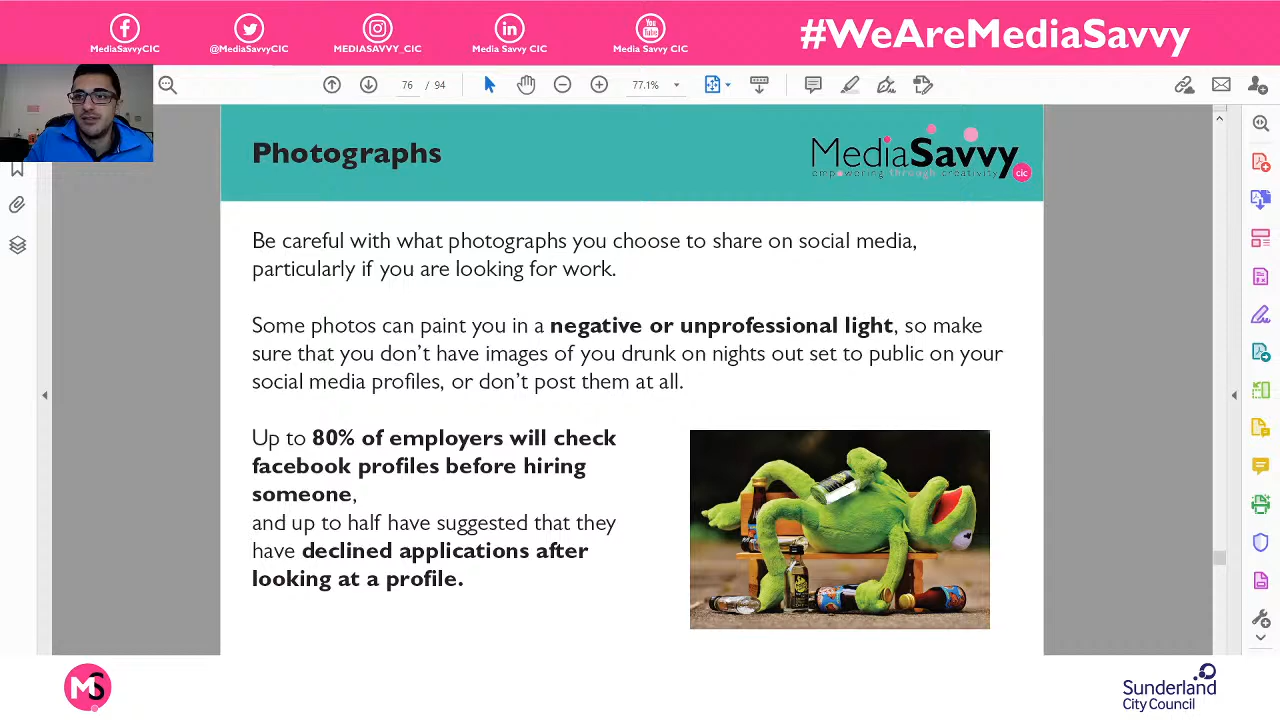 MediaSavvyCIC
@MediaSavvyCIC
MEDIASAVVY_CIC
Media Savvy CIC
You
Tube
Media Savvy CIC
#WeAreMediaSavvy
76 / 94
77.1%
Photographs
MediaSavvy
empowering through creativity
cic
Be careful with what photographs you choose to share on social media,
particularly if you are looking for work.
Some photos can paint you in a negative or unprofessional light, so make
sure that you don’t have images of you drunk on nights out set to public on your
social media profiles, or don’t post them at all.
Up to 80% of employers will check
facebook profiles before hiring
someone,
and up to half have suggested that they
have declined applications after
looking at a profile.
MS
Sunderland
City Council